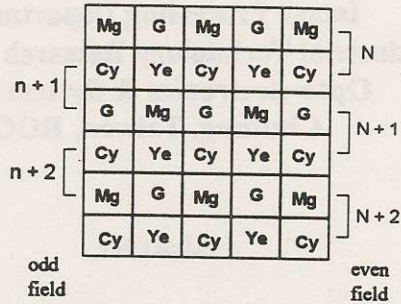 Mg G Mg G Mg
N
Cy Ye Cy Ye Cy
n + 1
G Mg G Mg G
N + 1
Cy Ye Cy Ye Cy
n + 2
Mg G Mg G Mg
N + 2
Cy Ye Cy Ye Cy
odd field
even field